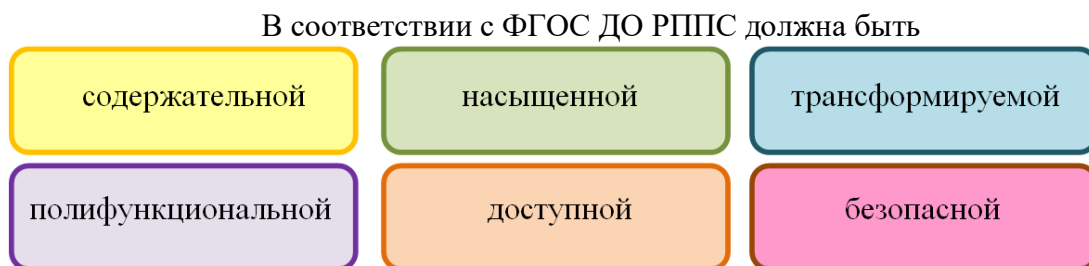 В соответствии с ФГОС ДО РППС должна быть
содержательной
насыщенной
трансформируемой
полифункциональной
доступной
безопасной